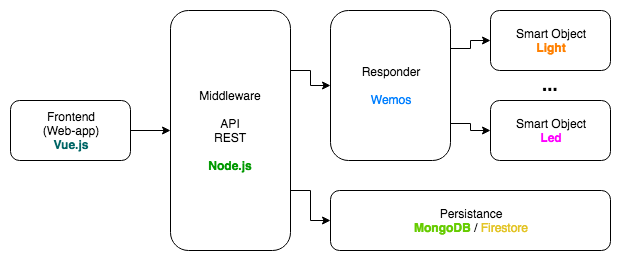 Frontend
(Web-app)
Vue.js
Middleware
API
REST
Node.js
Responder
Wemos
Smart Object
Light
...
Smart Object
Led
Persistance
MongoDB / Firestore